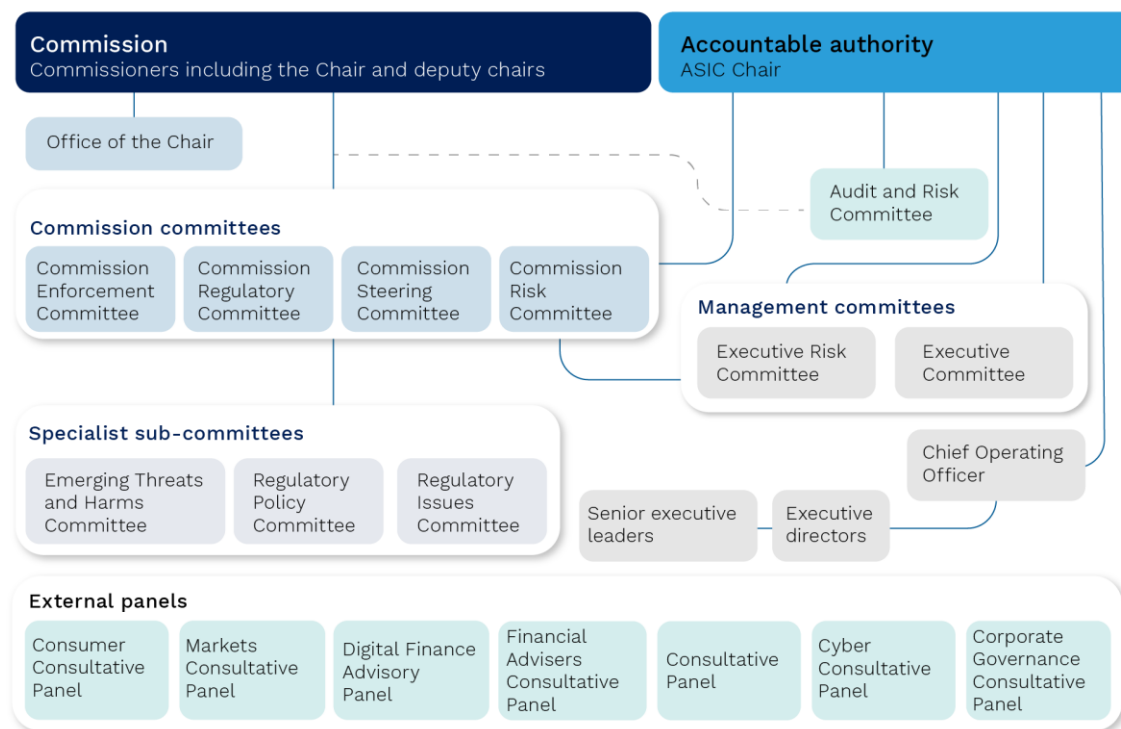 Commission
Commissioners including the Chair and deputy chairs
Accountable authority
ASIC Chair
Office of the Chair
Audit and Risk
Committee
Commission committees
Commission
Enforcement
Committee
Commission
Regulatory
Committee
Commission
Steering
Committee
Commission
Risk
Committee
Management committees
Executive Risk
Committee
Executive
Committee
Specialist sub-committees
Emerging Threats
and Harms
Committee
Regulatory
Policy
Committee
Regulatory
Issues
Committee
Chief Operating
Officer
Senior executive
leaders
Executive
directors
External panels
Consumer
Consultative
Panel
Markets
Consultative
Panel
Digital Finance
Advisory
Panel
Financial
Advisers
Consultative
Panel
Consultative
Panel
Cyber
Consultative
Panel
Corporate
Governance
Consultative
Panel